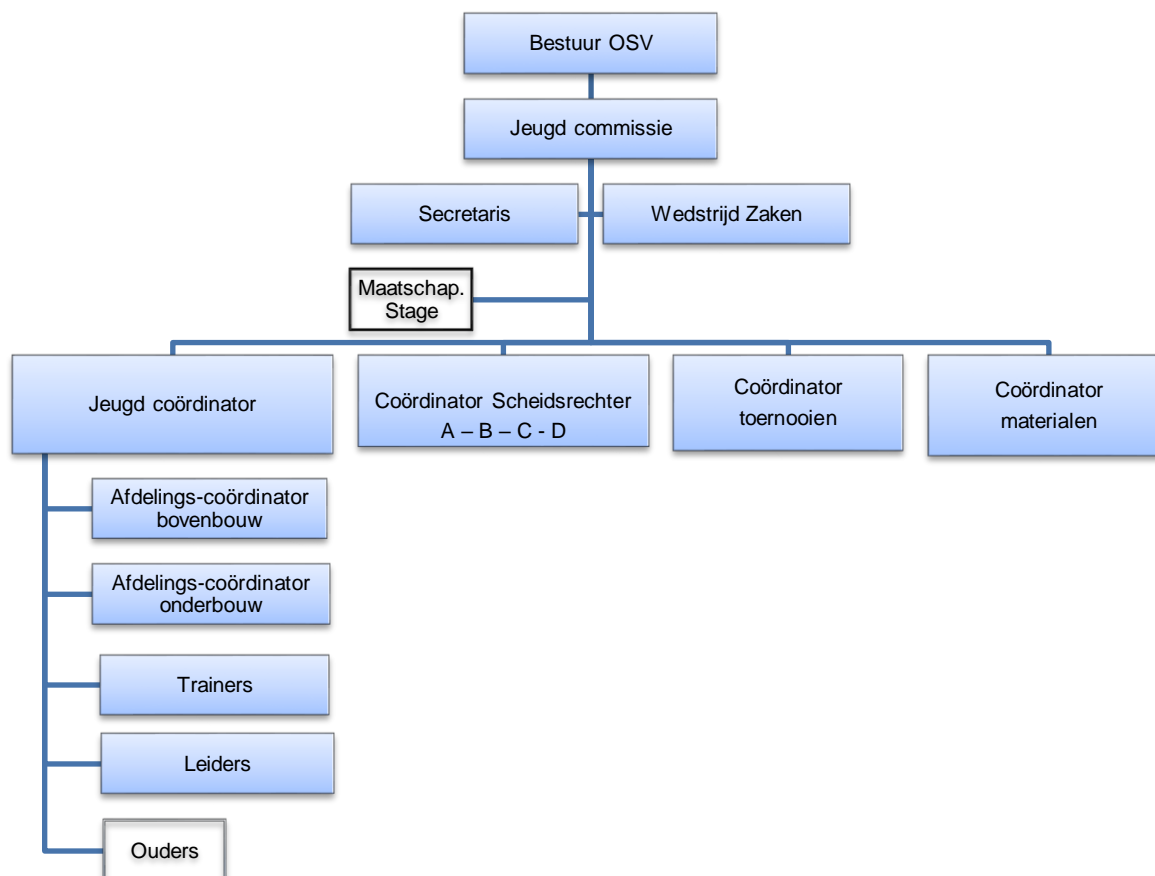 Bestuur OSV
Jeugd commissie
Secretaris
Wedstrijd Zaken
Maatschap.
Stage
Jeugd coördinator
Coördinator Scheidsrechter
A – B – C - D
Coördinator
toernooien
Coördinator
materialen
Afdelings-coördinator
bovenbouw
Afdelings-coördinator
onderbouw
Trainers
Leiders
Ouders